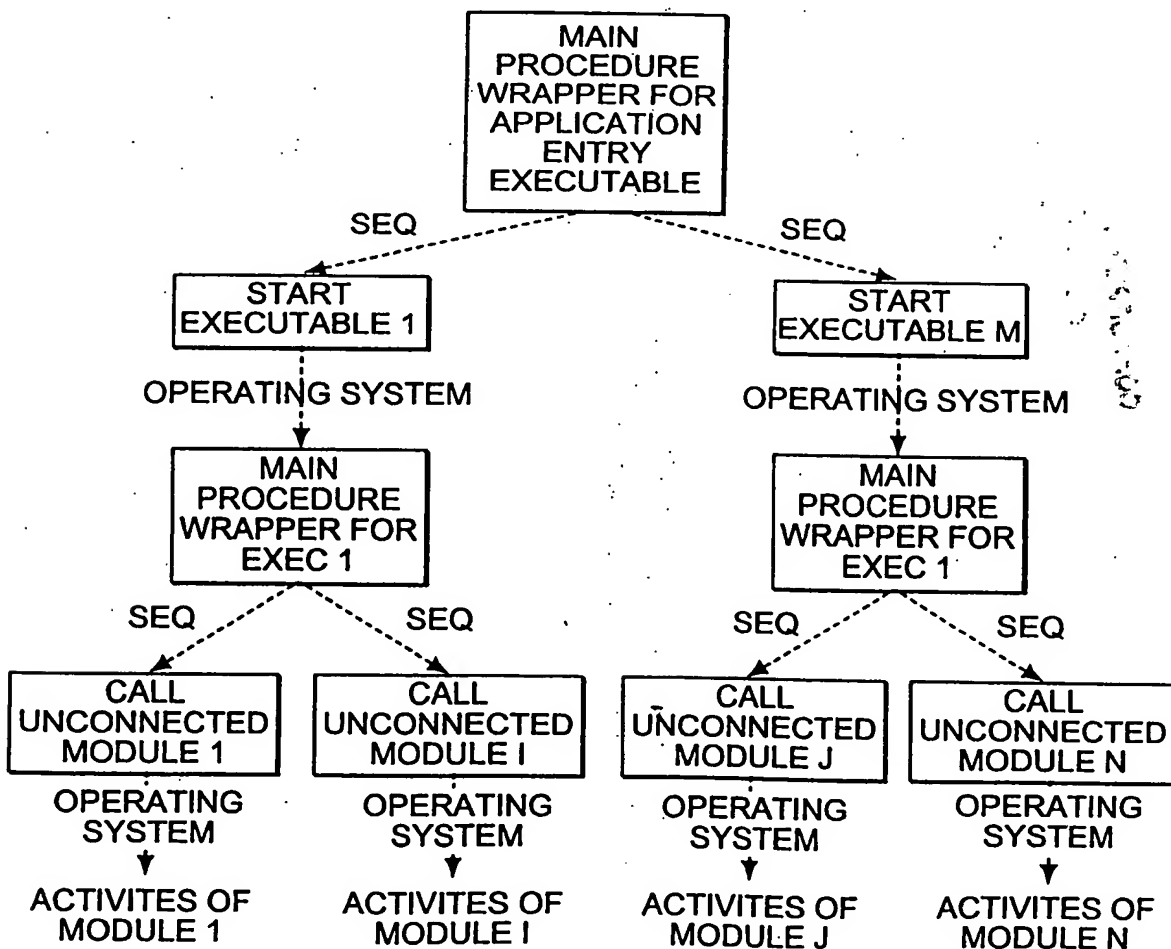 MAIN
PROCEDURE
WRAPPER FOR
APPLICATION
ENTRY
EXECUTABLE
SEQ
SEQ
START
EXECUTABLE 1
START
EXECUTABLE M
OPERATING SYSTEM
OPERATING SYSTEM
MAIN
PROCEDURE
WRAPPER FOR
EXEC 1
MAIN
PROCEDURE
WRAPPER FOR
EXEC 1
SEQ
SEQ
SEQ
SEQ
CALL
UNCONNECTED
MODULE 1
CALL
UNCONNECTED
MODULE I
CALL
UNCONNECTED
MODULE J
CALL
UNCONNECTED
MODULE N
OPERATING
SYSTEM
OPERATING
SYSTEM
OPERATING
SYSTEM
OPERATING
SYSTEM
ACTIVITES OF
MODULE 1
ACTIVITES OF
MODULE I
ACTIVITES OF
MODULE J
ACTIVITES OF
MODULE N